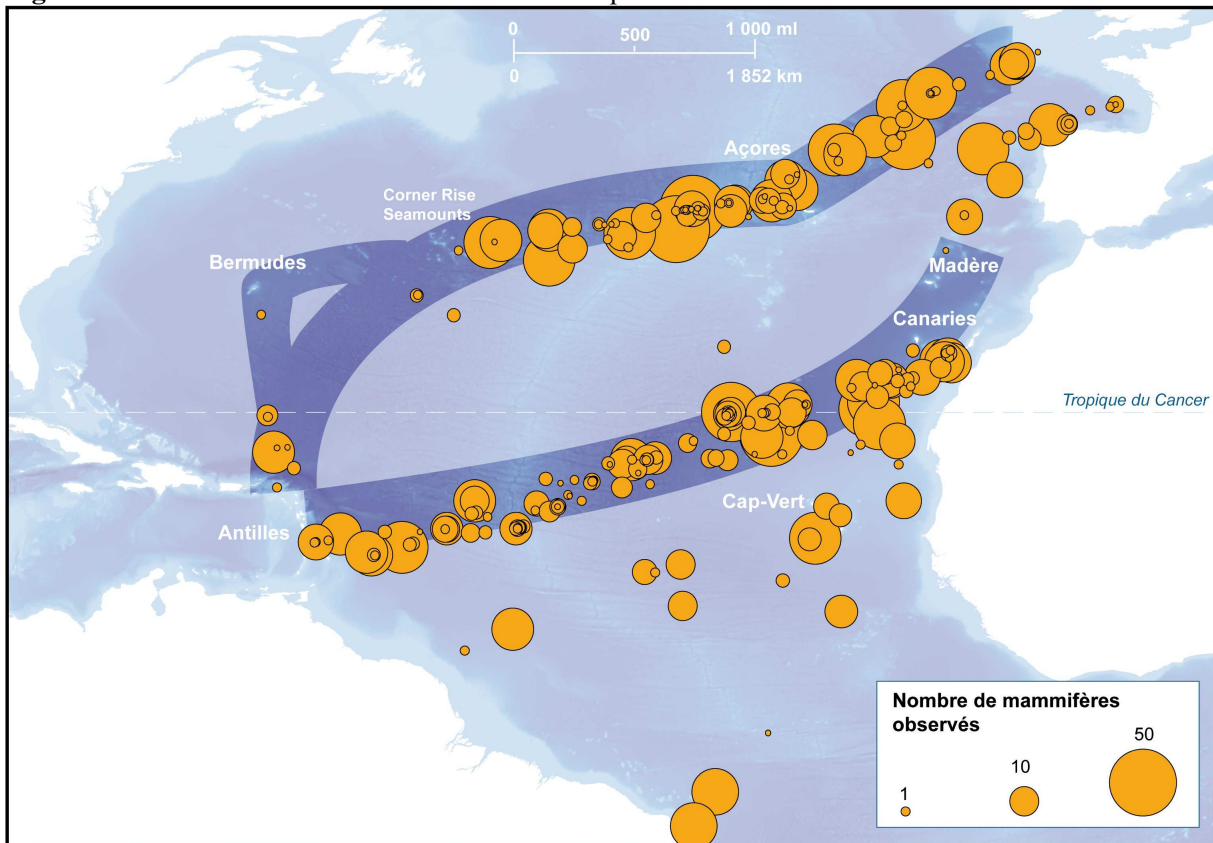 0
1 000 ml
500
0
1 852 km
Açores
Corner Rise
Seamounts
Bermudes
Madère
Canaries
Tropique du Cancer
Cap-Vert
Antilles
Nombre de mammifères
observés
50
10
1